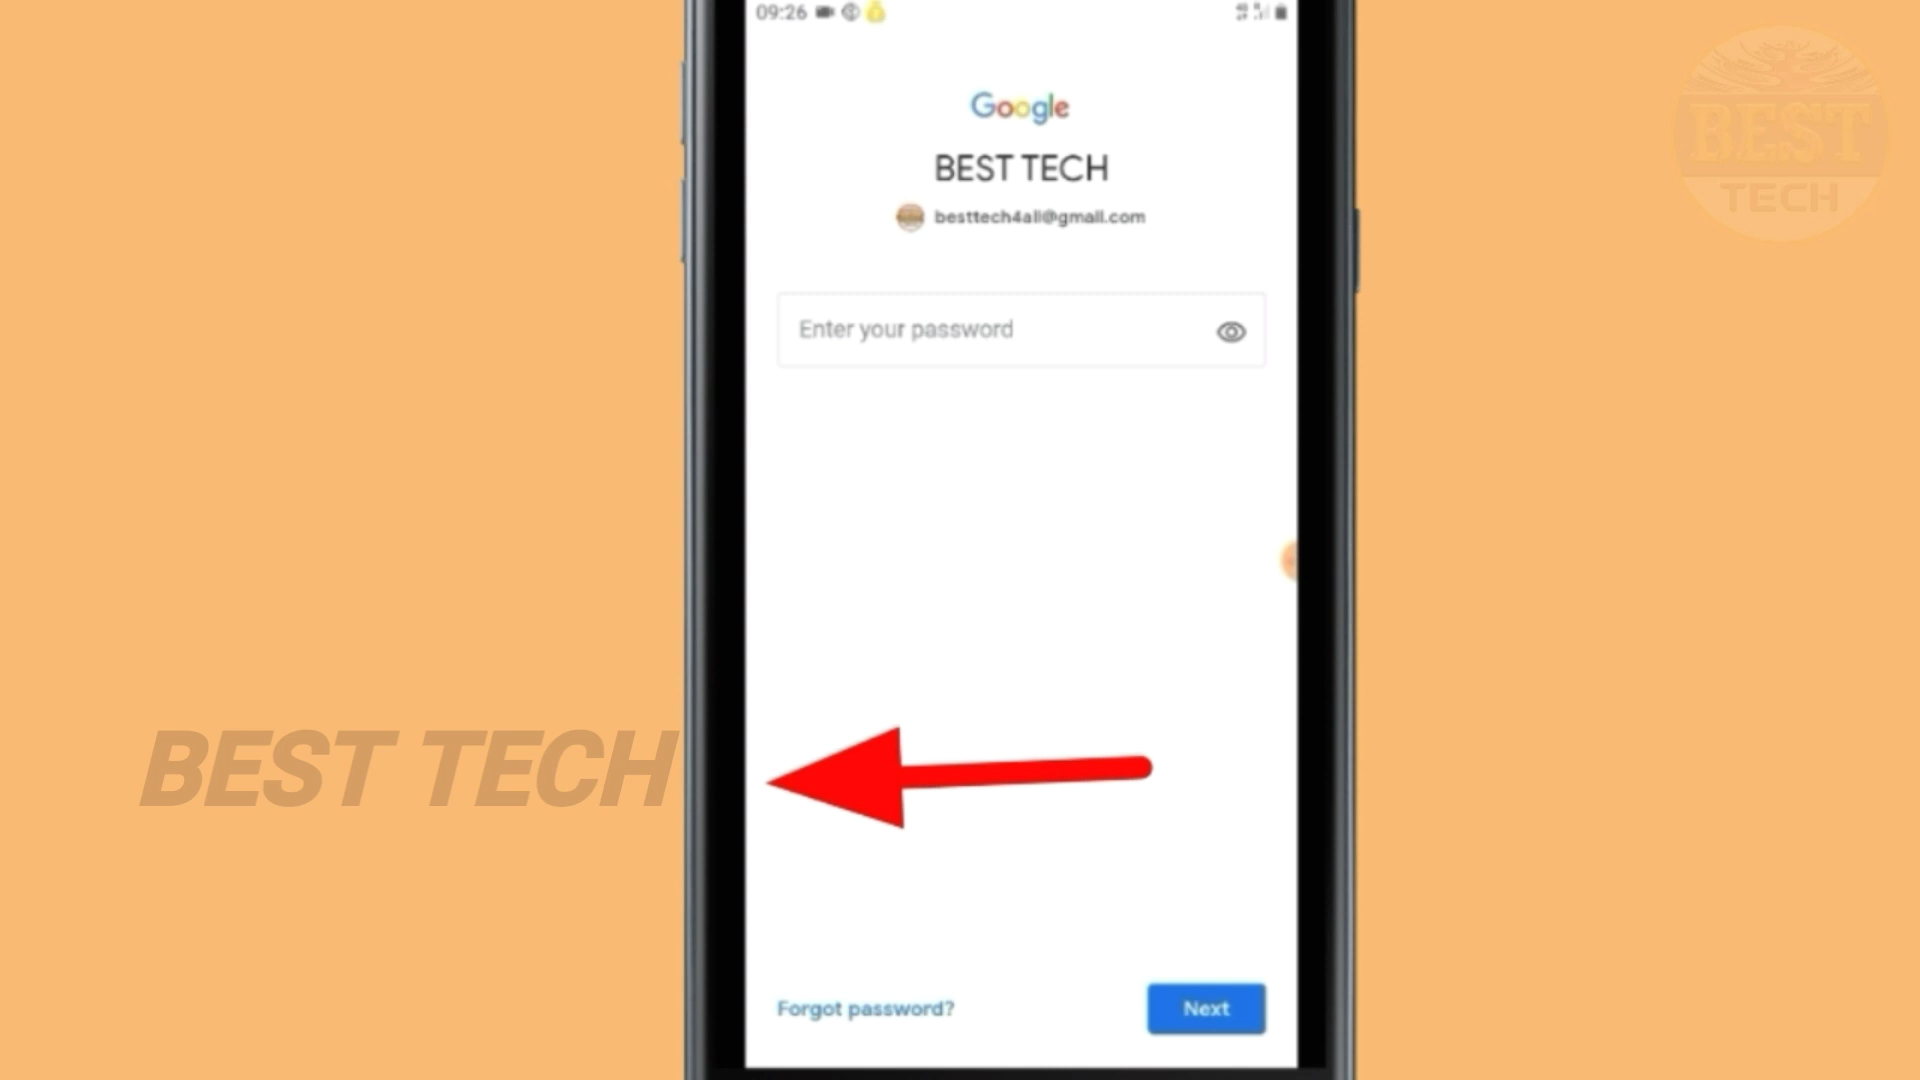 09:26
Google
BEST TECH
besttech4all@gmail.com
Enter your password
Forgot password?
Next
BEST TECH
BEST
TECH